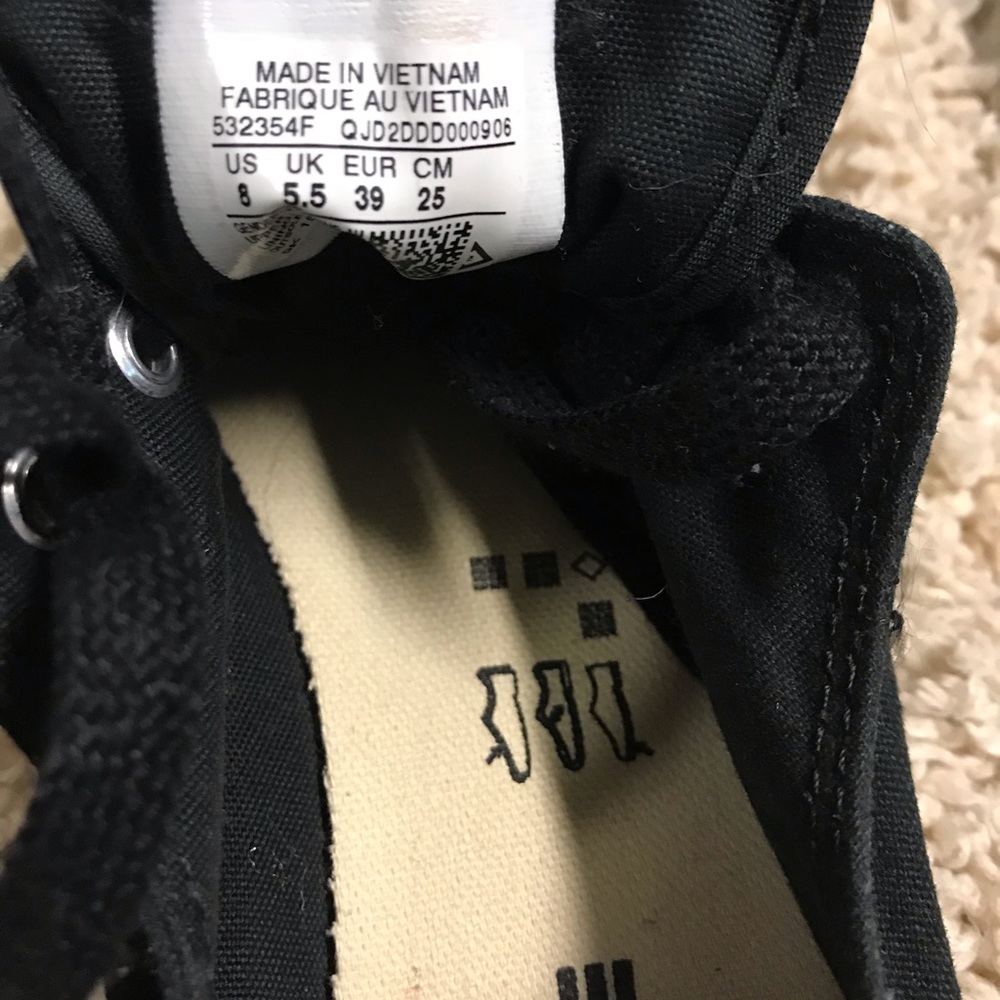 MADE IN VIETNAM
FABRIQUE AU VIETNAM
532354F QJD2DDD000906
US UK EUR CM
8 5.5 39 25